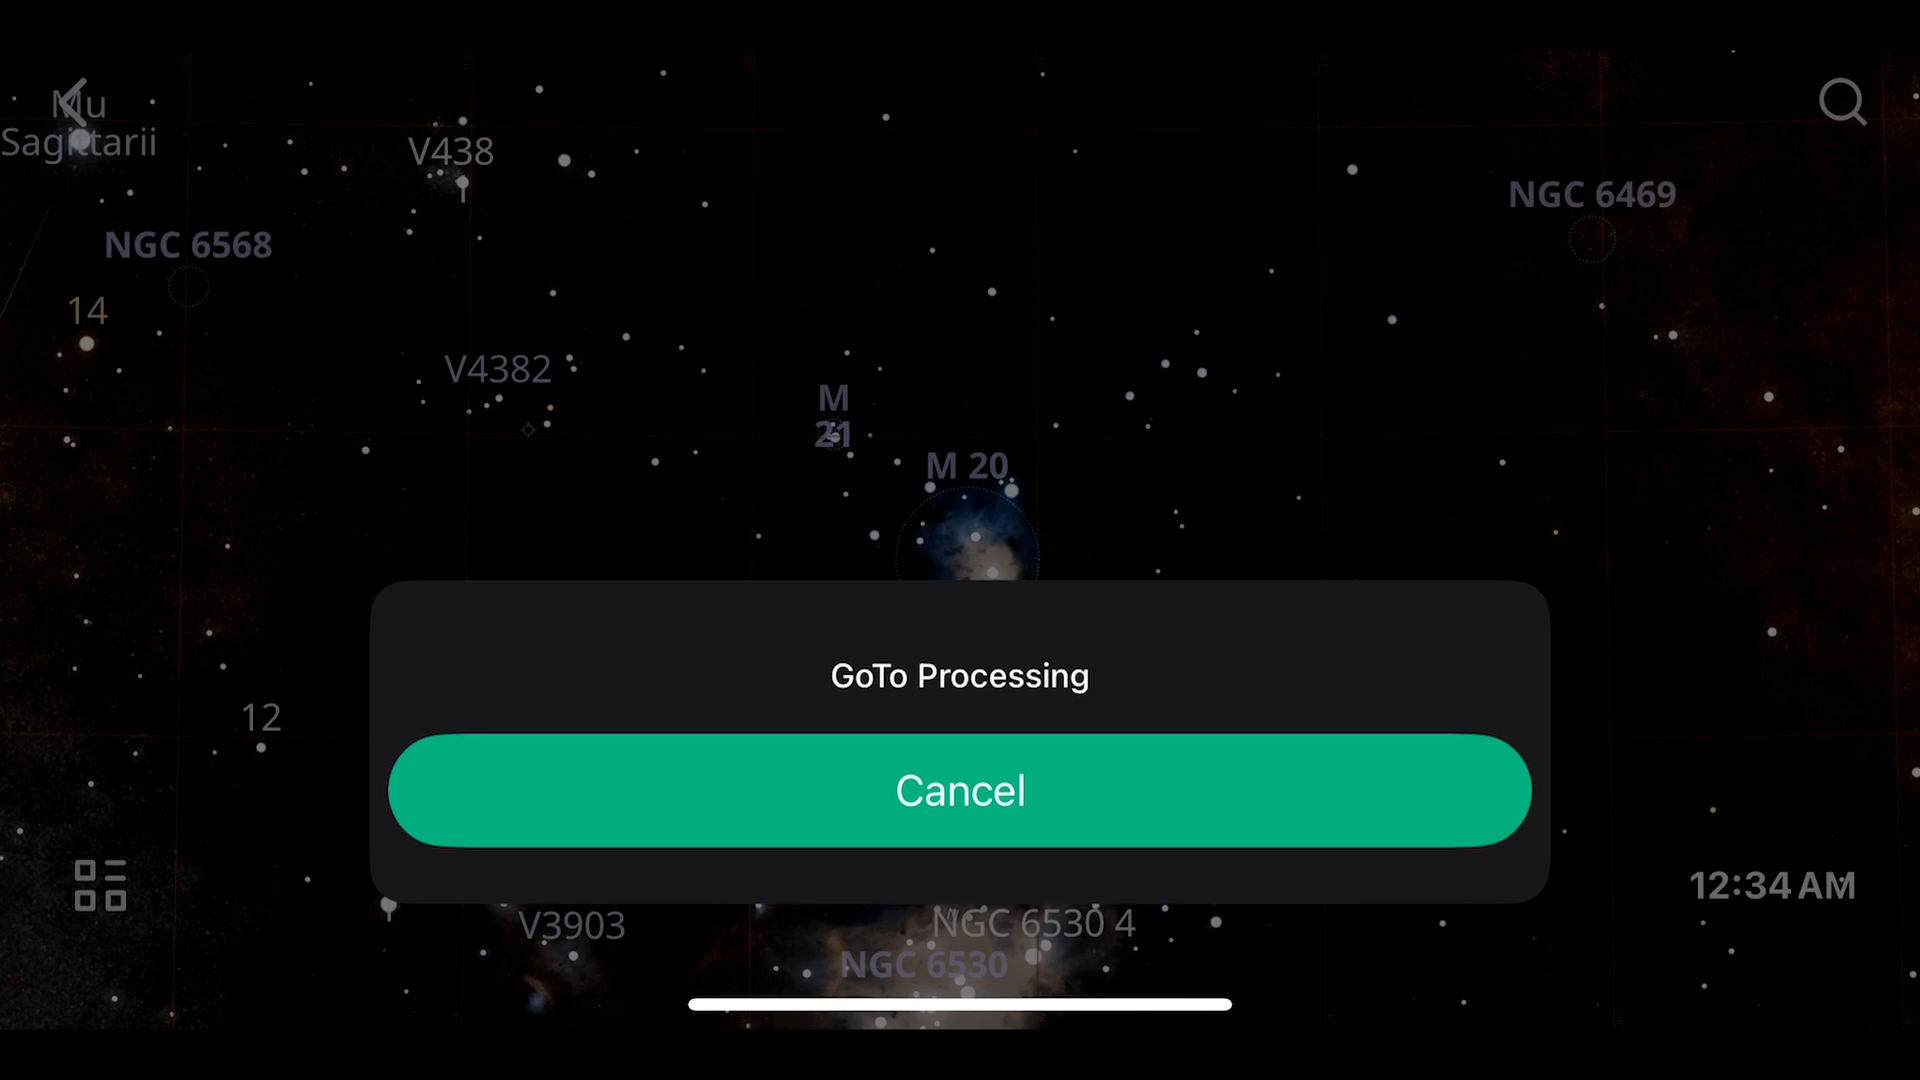 Mu
Sagittarii
V438
NGC 6469
NGC 6568
14
V4382
M
21
M 20
GoTo Processing
12
Cancel
12:34 AM
V3903
NGC 6530 4
NGC 6530